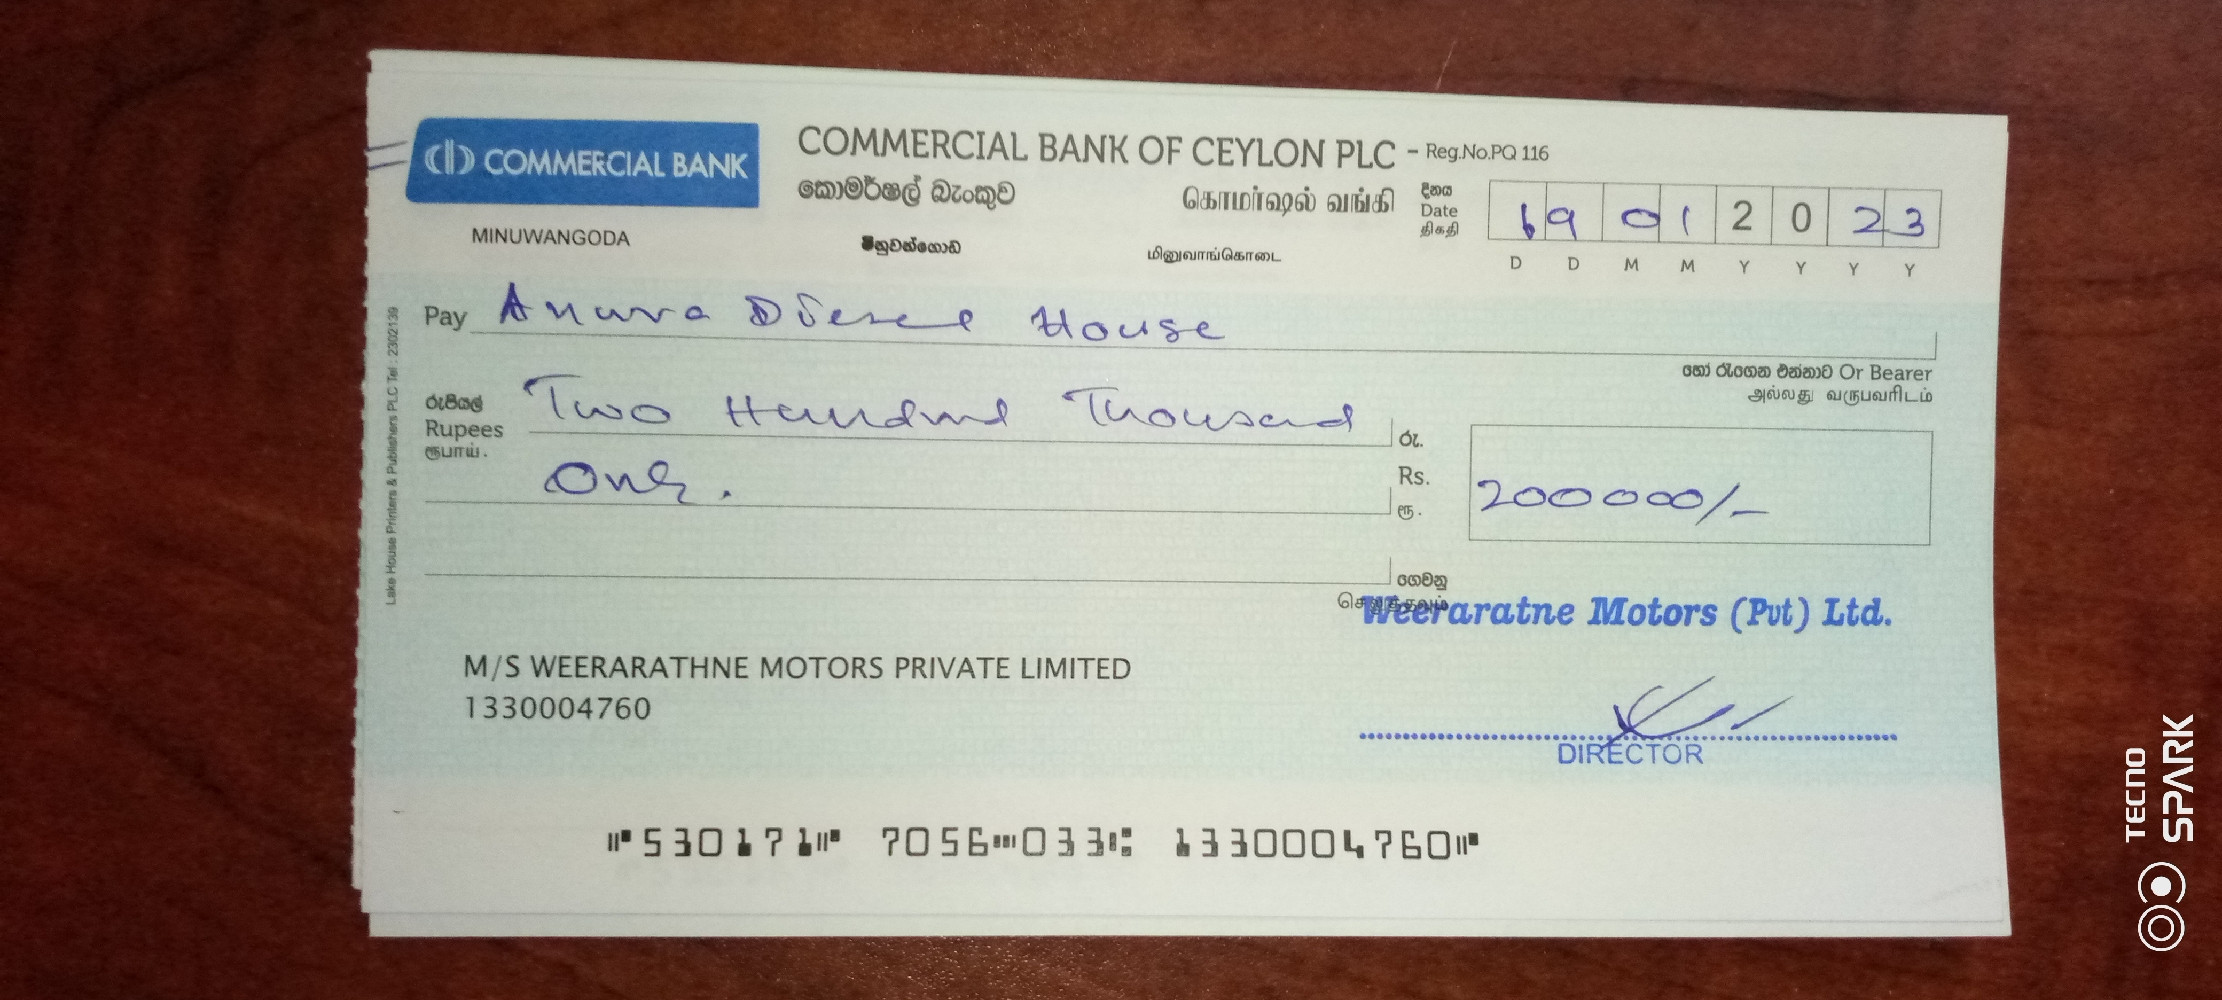 COMMERCIAL BANK
COMMERCIAL BANK OF CEYLON PLC - Reg.No.PQ 116
කොමර්ෂල් බැංකුව கொமர்ஷல் வங்கி
MINUWANGODA මිනුවන්ගොඩ மினுவாங்கொடை
දිනය
Date
திகதி
19 01 2 0 23
D D M M Y Y Y Y
Pay Anura Diesel House
හෝ රැගෙන එන්නාට Or Bearer
அல்லது வருபவரிடம்
රුපියල්
Rupees
ரூபாய்.
Two Hundred Thousand
Only.
රු.
Rs.
ரூ.
200000/-
ගෙවනු
செலுத்தவும்
Weeraratne Motors (Pvt) Ltd.
M/S WEERARATHNE MOTORS PRIVATE LIMITED
1330004760
DIRECTOR
530171 7056 033 1330004760
Lake House Printers & Publishers PLC Tel : 2302139
TECNO
SPARK